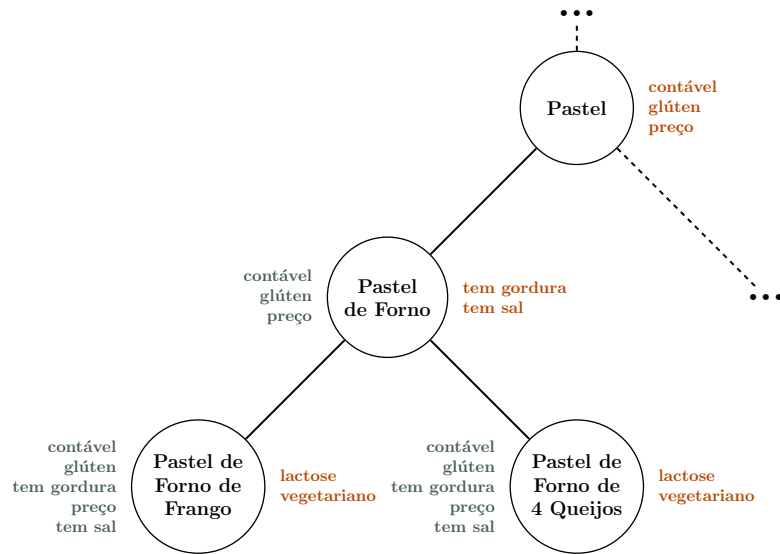 Pastel
contável
glúten
preço
contável
glúten
preço
Pastel
de Forno
tem gordura
tem sal
contável
glúten
tem gordura
preço
tem sal
Pastel de
Forno de
Frango
lactose
vegetariano
contável
glúten
tem gordura
preço
tem sal
Pastel de
Forno de
4 Queijos
lactose
vegetariano